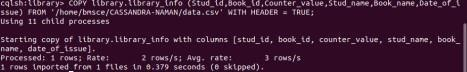 cqlsh:library> COPY library.library_info (Stud_id,Book_id,Counter_value,Stud_name,Book_name,Date_of_i
ssue) FROM '/home/bmsce/CASSANDRA-NAMAN/data.csv' WITH HEADER = TRUE;
Using 11 child processes

Starting copy of library.library_info with columns [stud_id, book_id, counter_value, stud_name, book_
name, date_of_issue].
Processed: 1 rows; Rate:       2 rows/s; Avg. rate:       3 rows/s
1 rows imported from 1 files in 0.379 seconds (0 skipped).